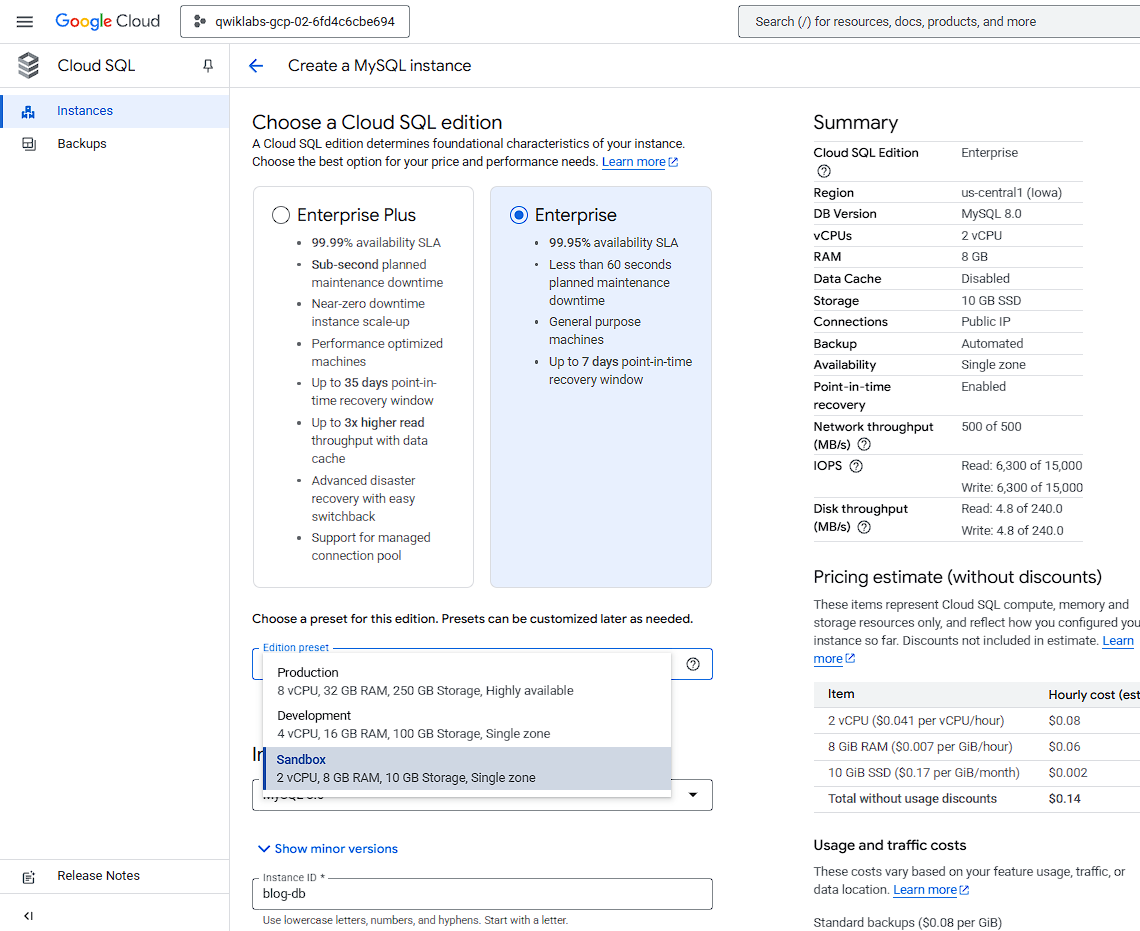 Google Cloud
qwiklabs-gcp-02-6fd4c6cbe694
Search (/) for resources, docs, products, and more
Cloud SQL
Create a MySQL instance
Instances
Backups
Release Notes
Choose a Cloud SQL edition
A Cloud SQL edition determines foundational characteristics of your instance.
Choose the best option for your price and performance needs. Learn more
Enterprise Plus
99.99% availability SLA
Sub-second planned
maintenance downtime
Near-zero downtime
instance scale-up
Performance optimized
machines
Up to 35 days point-in-
time recovery window
Up to 3x higher read
throughput with data
cache
Advanced disaster
recovery with easy
switchback
Support for managed
connection pool
Enterprise
99.95% availability SLA
Less than 60 seconds
planned maintenance
downtime
General purpose
machines
Up to 7 days point-in-time
recovery window
Choose a preset for this edition. Presets can be customized later as needed.
Edition preset
Production
8 vCPU, 32 GB RAM, 250 GB Storage, Highly available
Development
4 vCPU, 16 GB RAM, 100 GB Storage, Single zone
Sandbox
2 vCPU, 8 GB RAM, 10 GB Storage, Single zone
Show minor versions
Instance ID *
blog-db
Use lowercase letters, numbers, and hyphens. Start with a letter.
Summary
Cloud SQL Edition Enterprise
Region us-central1 (Iowa)
DB Version MySQL 8.0
vCPUs 2 vCPU
RAM 8 GB
Data Cache Disabled
Storage 10 GB SSD
Connections Public IP
Backup Automated
Availability Single zone
Point-in-time Enabled
recovery
Network throughput 500 of 500
(MB/s)
IOPS Read: 6,300 of 15,000
Write: 6,300 of 15,000
Disk throughput Read: 4.8 of 240.0
(MB/s) Write: 4.8 of 240.0
Pricing estimate (without discounts)
These items represent Cloud SQL compute, memory and
storage resources only, and reflect how you configured you
instance so far. Discounts not included in estimate. Learn
more
Item Hourly cost (est
2 vCPU ($0.041 per vCPU/hour) $0.08
8 GiB RAM ($0.007 per GiB/hour) $0.06
10 GiB SSD ($0.17 per GiB/month) $0.002
Total without usage discounts $0.14
Usage and traffic costs
These costs vary based on your feature usage, traffic, or
data location. Learn more
Standard backups ($0.08 per GiB)